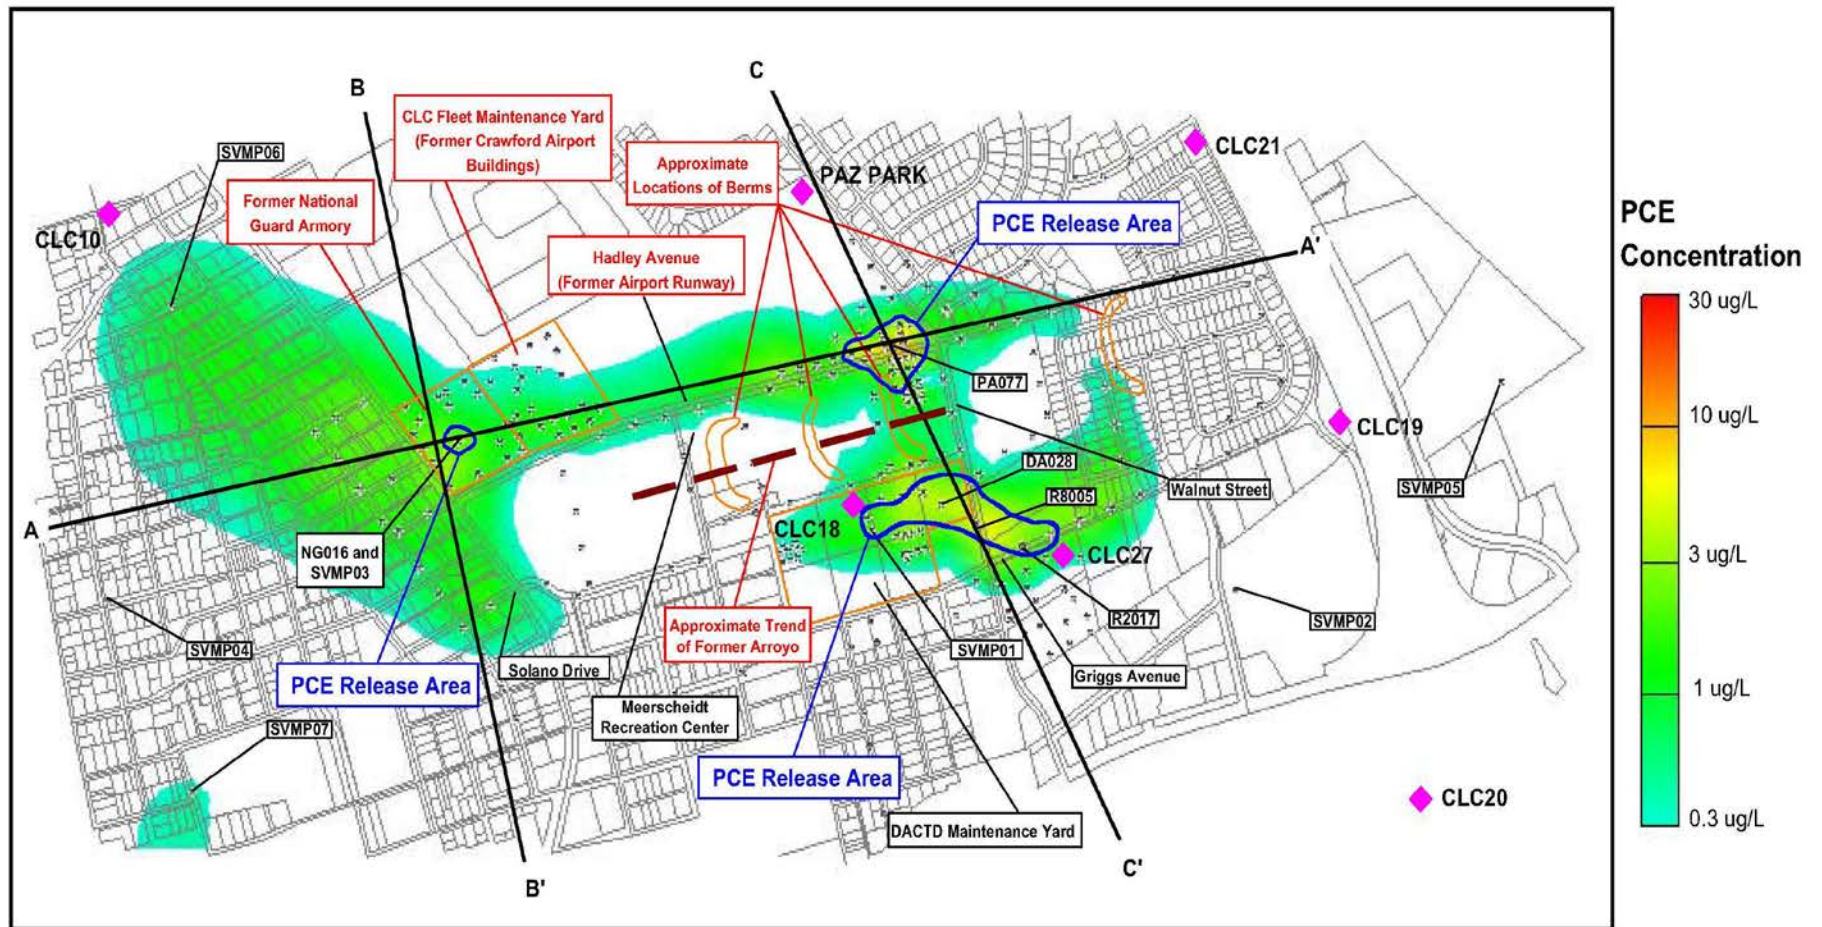 C
B
CLC Fleet Maintenance Yard
(Former Crawford Airport
Buildings)
SVMP06
Approximate
Locations of Berms
CLC21
PAZ PARK
Former National
Guard Armory
CLC10
PCE Release Area
A'
Hadley Avenue
(Former Airport Runway)
PA077
CLC19
DA028
Walnut Street
R8005
SVMP05
A
CLC18
NG016 and
SVMP03
CLC27
R2017
SVMP02
Approximate Trend
of Former Arroyo
SVMP04
SVMP01
Solano Drive
Griggs Avenue
PCE Release Area
Meerscheidt
Recreation Center
SVMP07
PCE Release Area
CLC20
DACTD Maintenance Yard
C'
B'
PCE
Concentration
30 ug/L
10 ug/L
3 ug/L
1 ug/L
0.3 ug/L